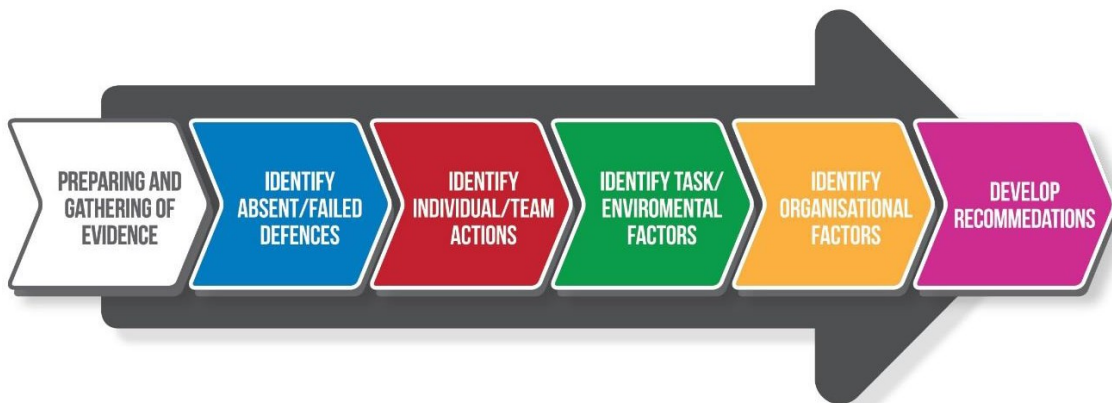 PREPARING AND
GATHERING OF
EVIDENCE
IDENTIFY
ABSENT/FAILED
DEFENCES
IDENTIFY
INDIVIDUAL/TEAM
ACTIONS
IDENTIFY TASK/
ENVIROMENTAL
FACTORS
IDENTIFY
ORGANISATIONAL
FACTORS
DEVELOP
RECOMMEDATIONS